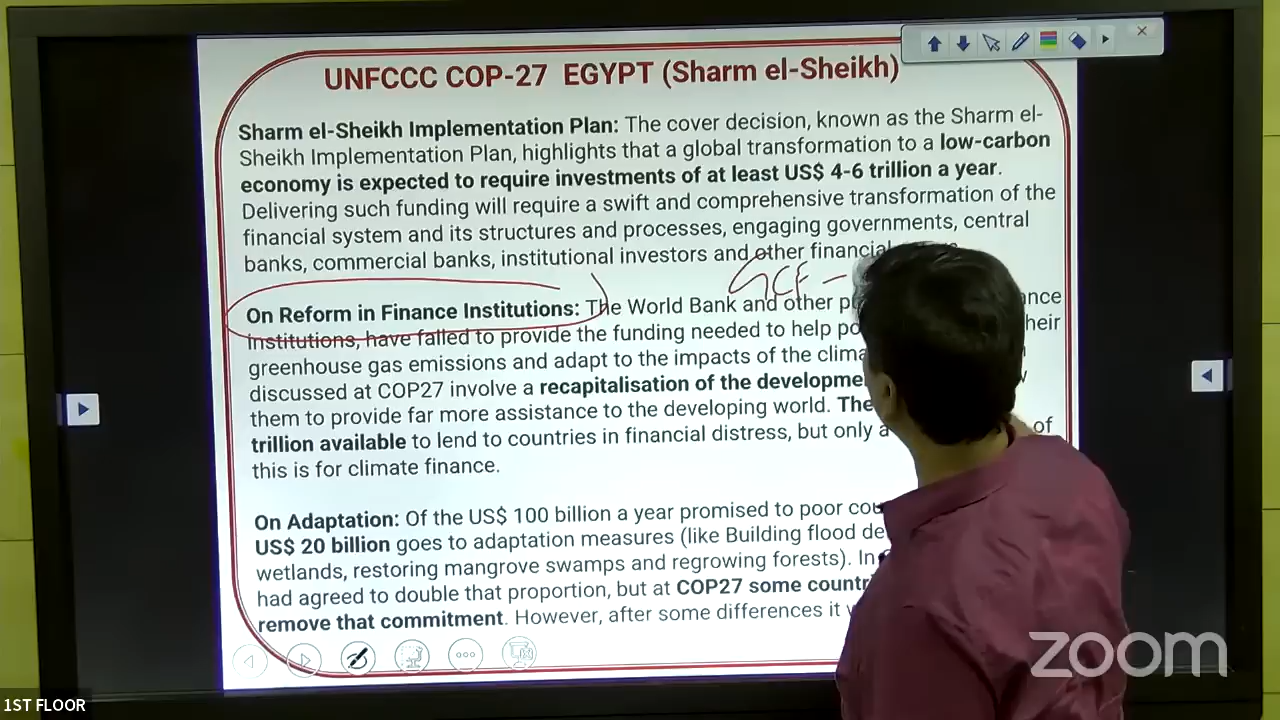 UNFCCC COP-27 EGYPT (Sharm el-Sheikh)
Sharm el-Sheikh Implementation Plan: The cover decision, known as the Sharm el-
Sheikh Implementation Plan, highlights that a global transformation to a low-carbon
economy is expected to require investments of at least US$ 4-6 trillion a year.
Delivering such funding will require a swift and comprehensive transformation of the
financial system and its structures and processes, engaging governments, central
banks, commercial banks, institutional investors and other financial
GCF -
On Reform in Finance Institutions: The World Bank and other
institutions, have failed to provide the funding needed to help
greenhouse gas emissions and adapt to the impacts of the
discussed at COP27 involve a recapitalisation of the
them to provide far more assistance to the developing world. The
trillion available to lend to countries in financial distress, but only a of
this is for climate finance.
On Adaptation: Of the US$ 100 billion a year promised to poor
US$ 20 billion goes to adaptation measures (like Building flood
wetlands, restoring mangrove swamps and regrowing forests). In
had agreed to double that proportion, but at COP27 some
remove that commitment. However, after some differences it
zoom
1ST FLOOR